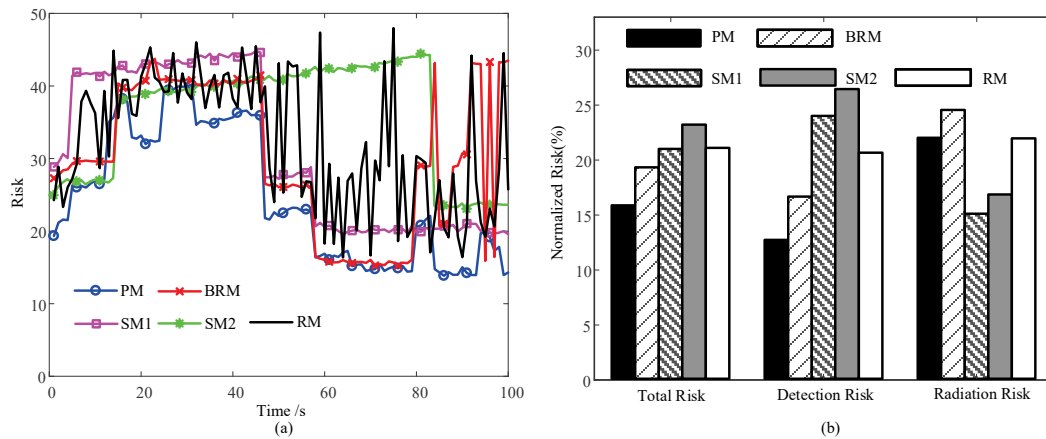 50
40
30
20
10
0
Risk
PM
BRM
SM1
SM2
RM
0
20
40
60
80
100
Time /s
(a)
30
25
20
15
10
5
0
Normalized Risk(%)
PM
BRM
SM1
SM2
RM
Total Risk
Detection Risk
Radiation Risk
(b)